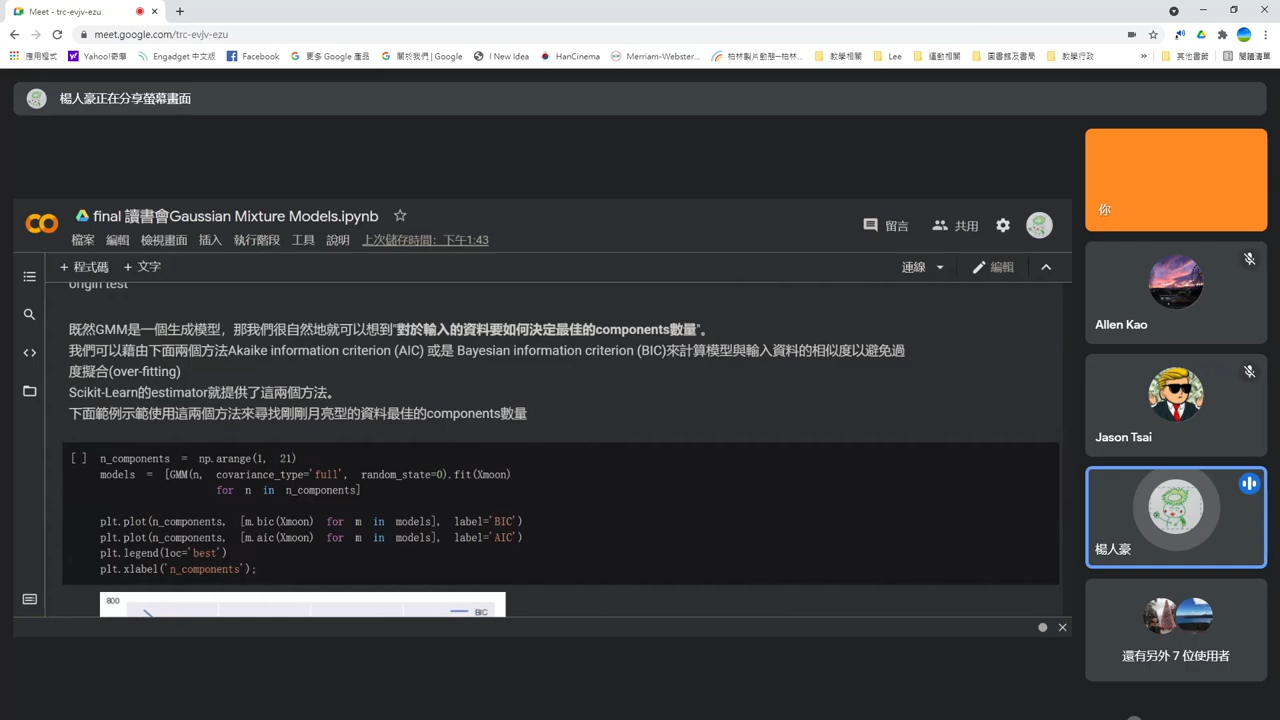 Meet - trc-evjv-ezu
meet.google.com/trc-evjv-ezu
應用程式 Yahoo!奇摩 Engadget 中文版 Facebook 更多 Google 產品 關於我們 | Google I New Idea HanCinema Merriam-Webster... 柏林製片動態—柏林... 教學相關 Lee 運動相關 圖書館及書局 教學行政 » 其他書籤 閱讀清單
楊人豪正在分享螢幕畫面
final 讀書會Gaussian Mixture Models.ipynb
留言 共用
檔案 編輯 檢視畫面 插入 執行階段 工具 說明 上次儲存時間：下午1:43
+ 程式碼 + 文字 連線 編輯
origin test
既然GMM是一個生成模型，那我們很自然地就可以想到"對於輸入的資料要如何決定最佳的components數量"。
我們可以藉由下面兩個方法Akaike information criterion (AIC) 或是 Bayesian information criterion (BIC)來計算模型與輸入資料的相似度以避免過
度擬合(over-fitting)
Scikit-Learn的estimator就提供了這兩個方法。
下面範例示範使用這兩個方法來尋找剛剛月亮型的資料最佳的components數量
[ ] n_components = np.arange(1, 21)
models = [GMM(n, covariance_type='full', random_state=0).fit(Xmoon)
for n in n_components]
plt.plot(n_components, [m.bic(Xmoon) for m in models], label='BIC')
plt.plot(n_components, [m.aic(Xmoon) for m in models], label='AIC')
plt.legend(loc='best')
plt.xlabel('n_components');
800
BIC
你
Allen Kao
Jason Tsai
楊人豪
還有另外 7 位使用者